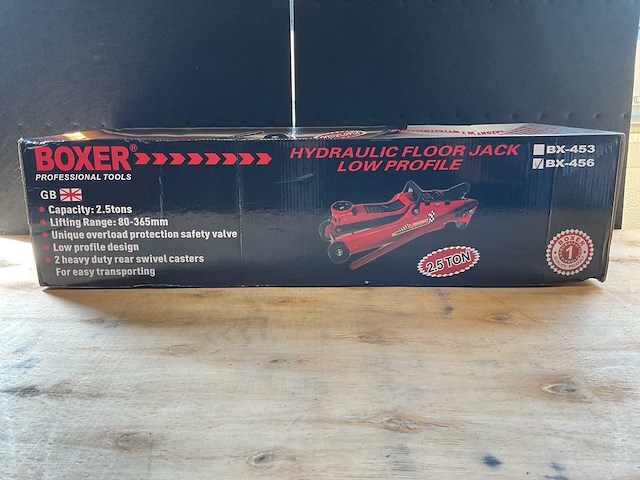 BOXER®
PROFESSIONAL TOOLS
HYDRAULIC FLOOR JACK
LOW PROFILE
BX-453
BX-456
GB
Capacity: 2.5tons
Lifting Range: 80-365mm
Unique overload protection safety valve
Low profile design
2 heavy duty rear swivel casters
For easy transporting
2.5 TON
BOXER
1